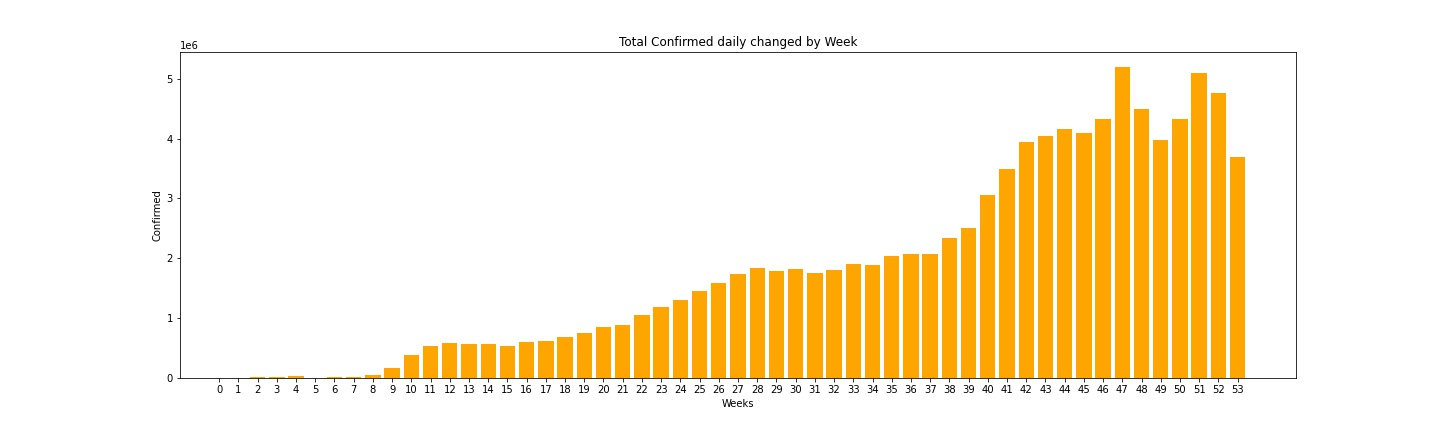 Total Confirmed daily changed by Week
1e6
5
4
3
2
1
0
Confirmed
0 1 2 3 4 5 6 7 8 9 10 11 12 13 14 15 16 17 18 19 20 21 22 23 24 25 26 27 28 29 30 31 32 33 34 35 36 37 38 39 40 41 42 43 44 45 46 47 48 49 50 51 52 53
Weeks